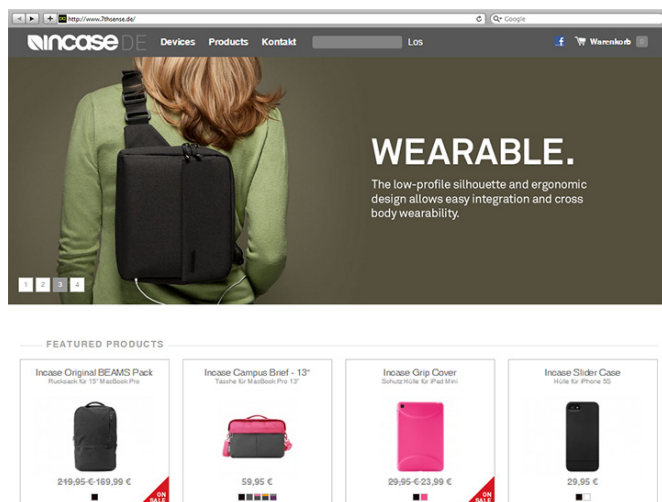 http://www.7thsense.de/
Google
incase DE Devices Products Kontakt Los Warenkorb 0
WEARABLE.
The low-profile silhouette and ergonomic
design allows easy integration and cross
body wearability.
1 2 3 4
FEATURED PRODUCTS
Incase Original BEAMS Pack
Rucksack für 15" MacBook Pro
219,95 € 169,99 €
ON
SALE
Incase Campus Brief - 13"
Tasche für MacBook Pro 13"
59,95 €
Incase Grip Cover
Schutz Hülle für iPad Mini
29,95 € 23,99 €
ON
SALE
Incase Slider Case
Hülle für iPhone 5S
29,95 €